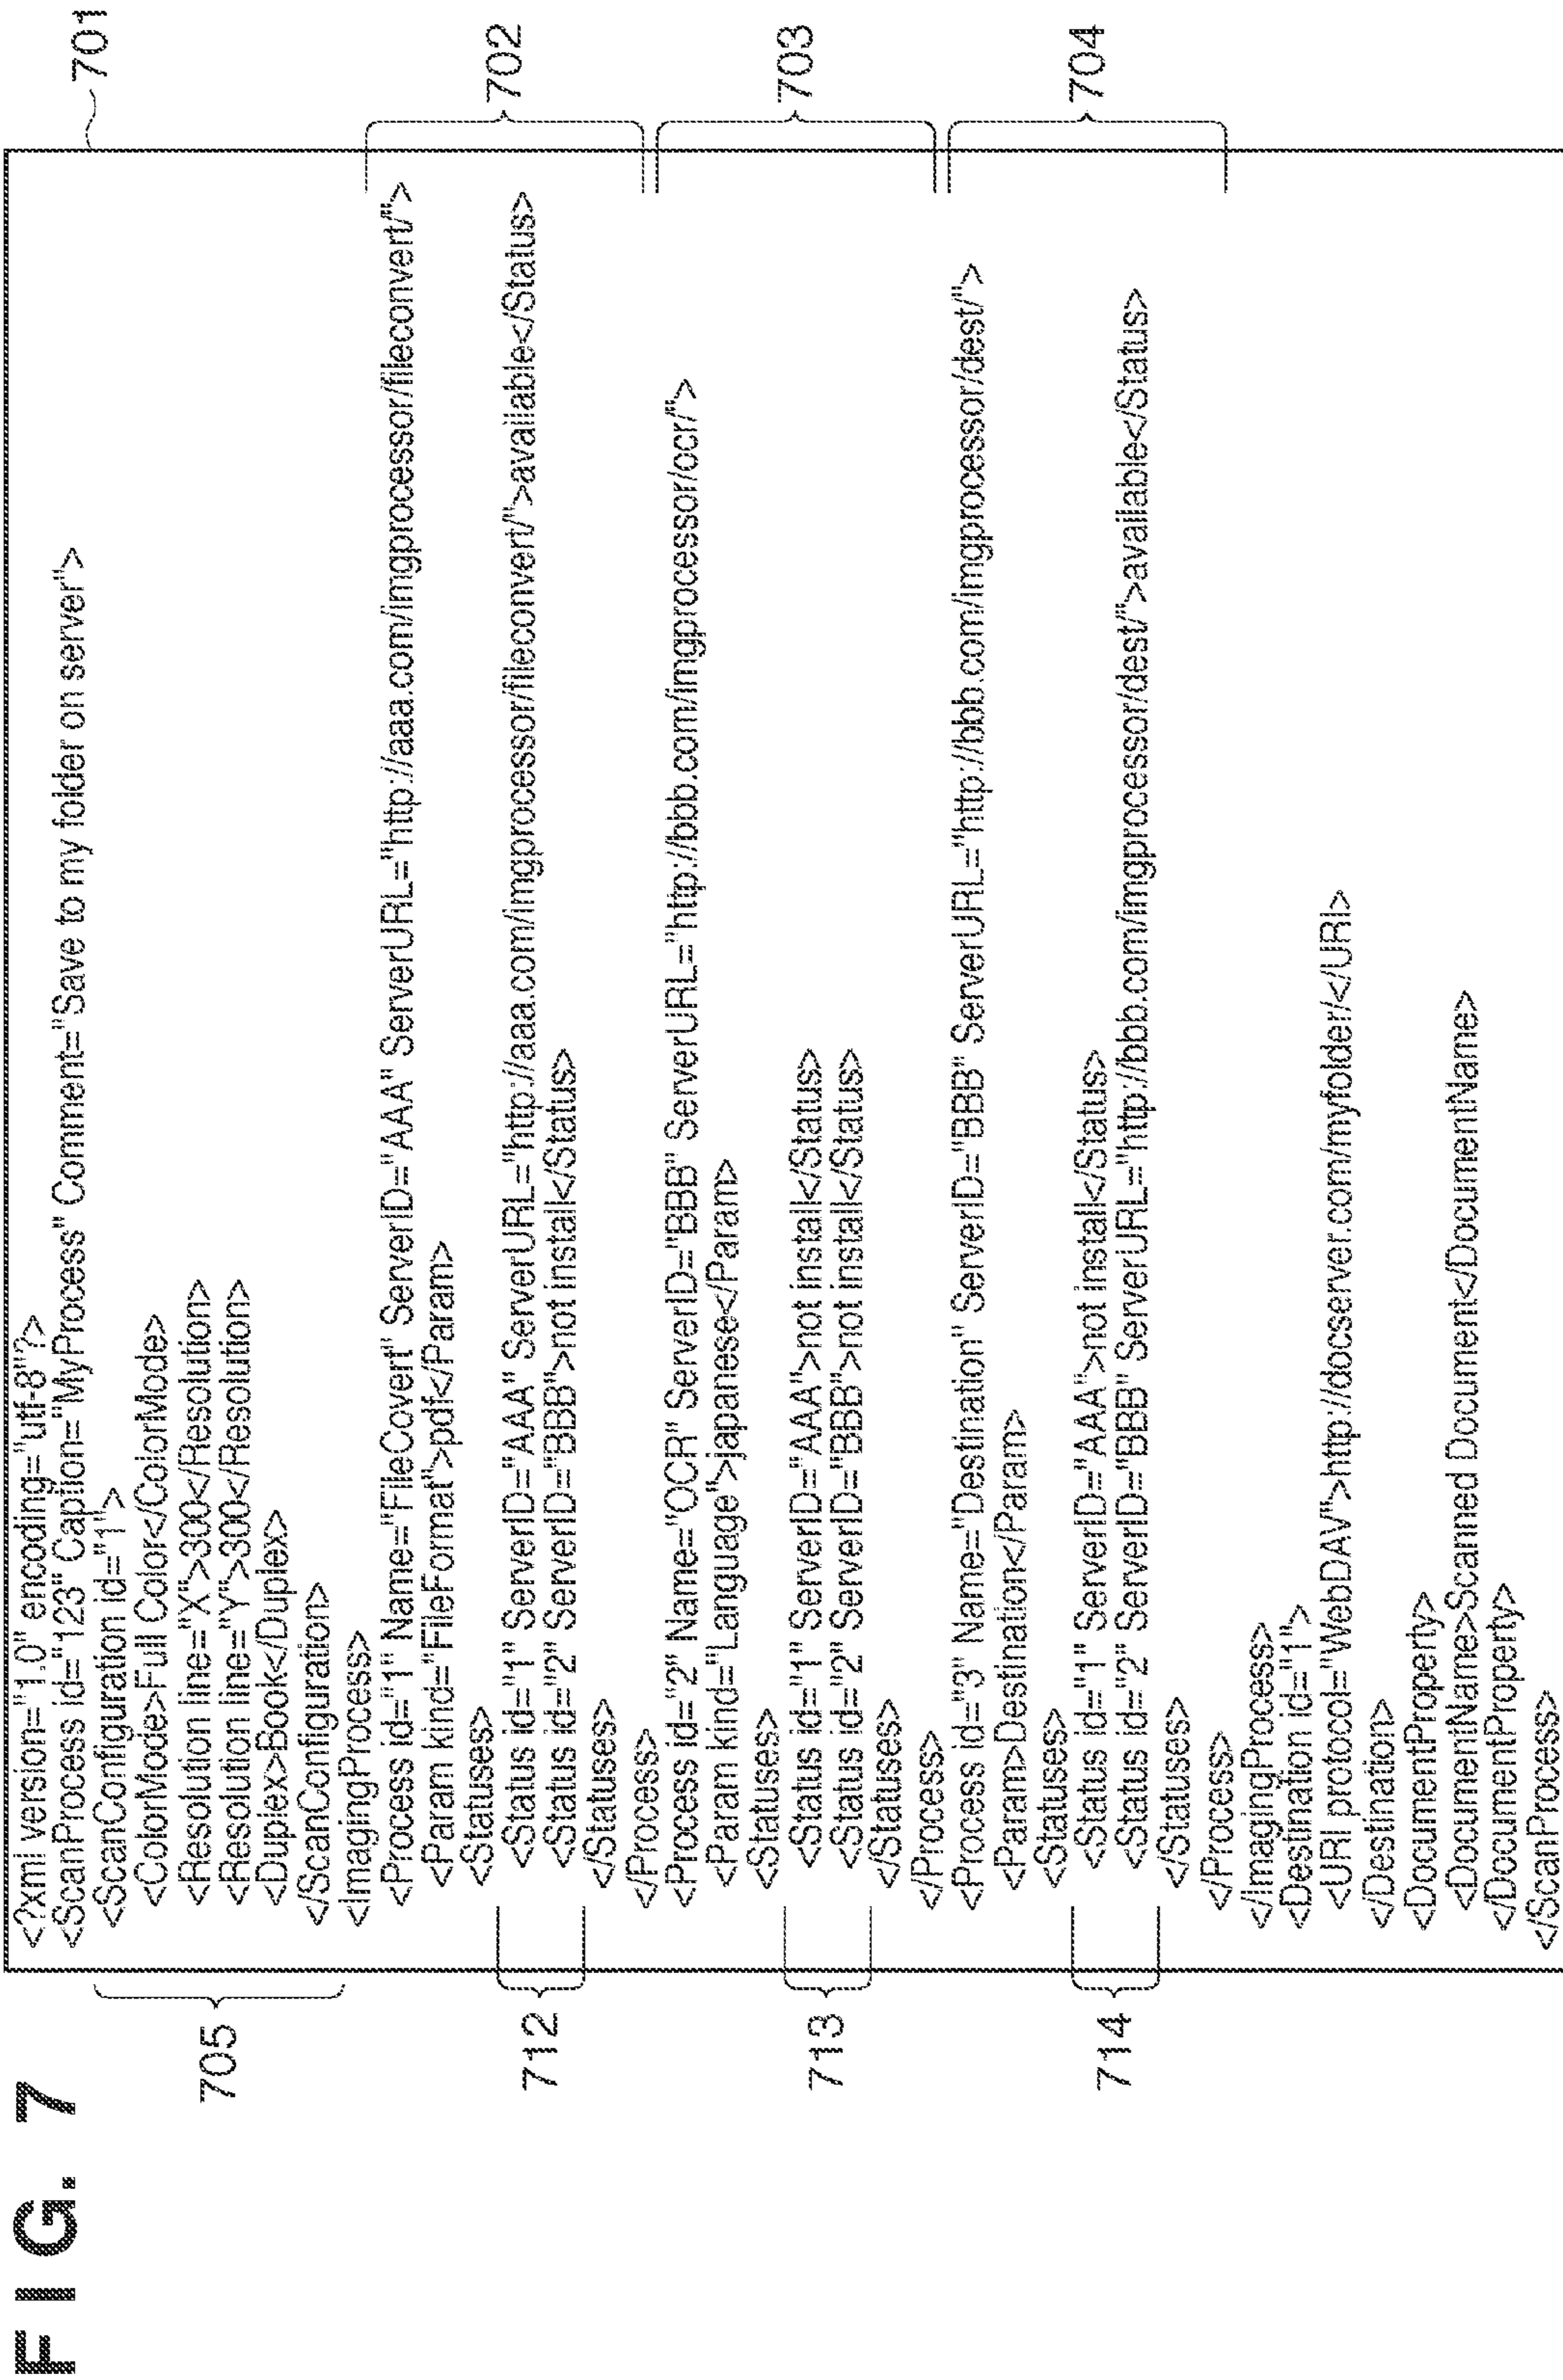 FIG. 7
701
<?xml version="1.0" encoding="utf-8"?>
<ScanProcess id="123" Caption="MyProcess" Comment="Save to my folder on server">
<ScanConfiguration id="1">
<ColorMode>Full Color</ColorMode>
<Resolution line="X">300</Resolution>
<Resolution line="Y">300</Resolution>
<Duplex>Book</Duplex>
</ScanConfiguration>
705
<ImagingProcess>
<Process id="1" Name="FileCovert" ServerID="AAA" ServerURL="http://aaa.com/imgprocessor/fileconvert/">
<Param kind="FileFormat">pdf</Param>
<Statuses>
<Status id="1" ServerID="AAA" ServerURL="http://aaa.com/imgprocessor/fileconvert/">available</Status>
<Status id="2" ServerID="BBB">not install</Status>
</Statuses>
</Process>
702
712
<Process id="2" Name="OCR" ServerID="BBB" ServerURL="http://bbb.com/imgprocessor/ocr/">
<Param kind="Language">japanese</Param>
<Statuses>
<Status id="1" ServerID="AAA">not install</Status>
<Status id="2" ServerID="BBB">not install</Status>
</Statuses>
</Process>
703
713
<Process id="3" Name="Destination" ServerID="BBB" ServerURL="http://bbb.com/imgprocessor/dest/">
<Param>Destination</Param>
<Statuses>
<Status id="1" ServerID="AAA">not install</Status>
<Status id="2" ServerID="BBB" ServerURL="http://bbb.com/imgprocessor/dest/">available</Status>
</Statuses>
</Process>
704
714
</ImagingProcess>
<Destination id="1">
<URI protocol="WebDAV">http://docserver.com/myfolder/</URI>
</Destination>
<DocumentProperty>
<DocumentName>Scanned Document</DocumentName>
</DocumentProperty>
</ScanProcess>